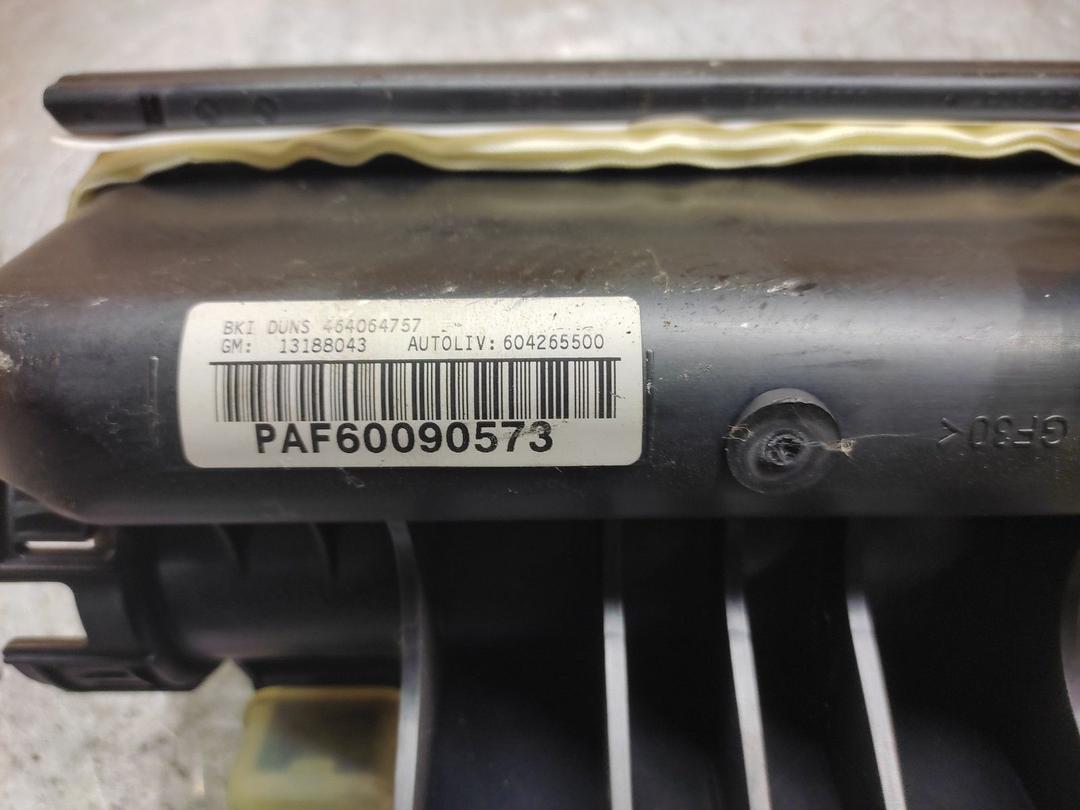 BKI DUNS 464064757
GM: 13188043 AUTOLIV: 604265500
PAF60090573
GF30<